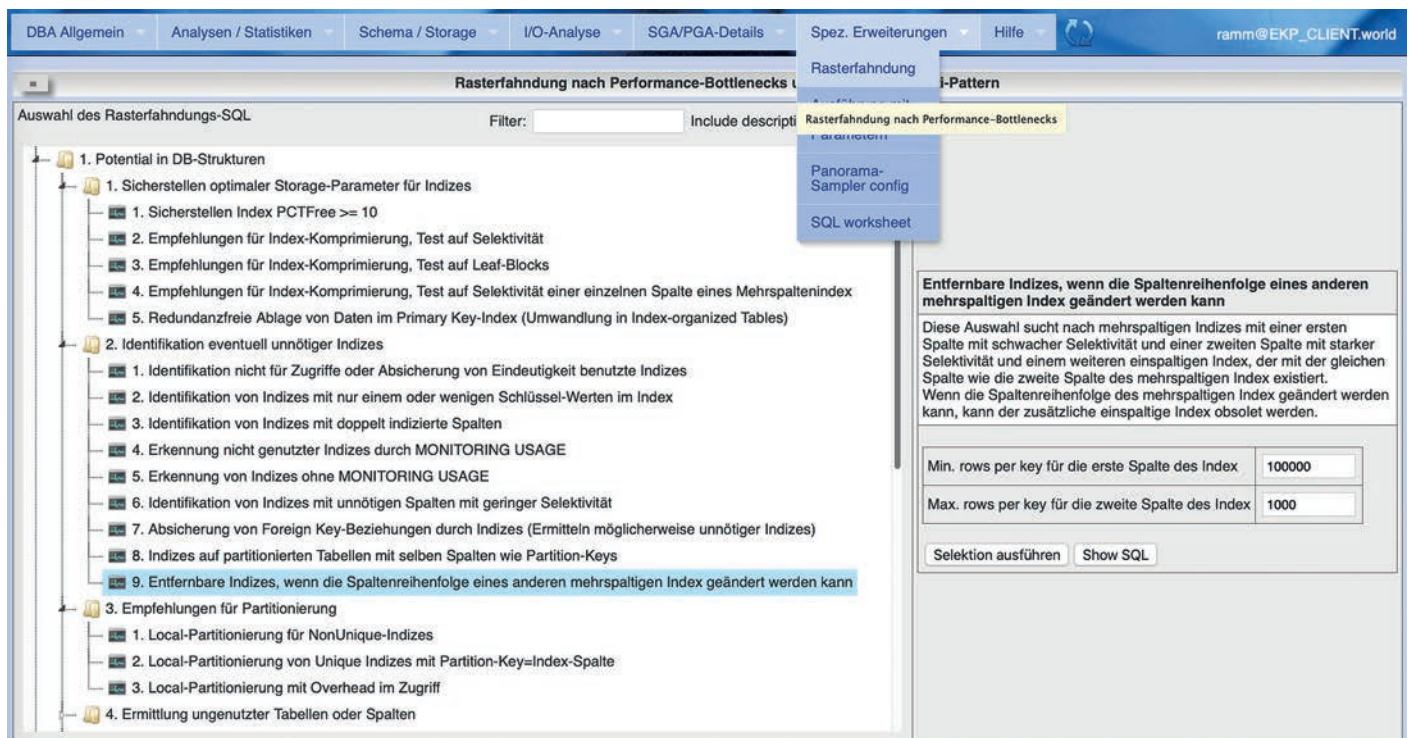 DBA Allgemein Analysen / Statistiken Schema / Storage I/O-Analyse SGA/PGA-Details Spez. Erweiterungen Hilfe ramm@EKP_CLIENT.world
Rasterfahndung
Rasterfahndung nach Performance-Bottlenecks i-Pattern
Auswahl des Rasterfahndungs-SQL Filter: Include descripti
Rasterfahndung nach Performance-Bottlenecks
Parametern
Panorama-
Sampler config
SQL worksheet
1. Potential in DB-Strukturen
1. Sicherstellen optimaler Storage-Parameter für Indizes
1. Sicherstellen Index PCTFree >= 10
2. Empfehlungen für Index-Komprimierung, Test auf Selektivität
3. Empfehlungen für Index-Komprimierung, Test auf Leaf-Blocks
4. Empfehlungen für Index-Komprimierung, Test auf Selektivität einer einzelnen Spalte eines Mehrspaltenindex
5. Redundanzfreie Ablage von Daten im Primary Key-Index (Umwandlung in Index-organized Tables)
2. Identifikation eventuell unnötiger Indizes
1. Identifikation nicht für Zugriffe oder Absicherung von Eindeutigkeit benutzte Indizes
2. Identifikation von Indizes mit nur einem oder wenigen Schlüssel-Werten im Index
3. Identifikation von Indizes mit doppelt indizierte Spalten
4. Erkennung nicht genutzter Indizes durch MONITORING USAGE
5. Erkennung von Indizes ohne MONITORING USAGE
6. Identifikation von Indizes mit unnötigen Spalten mit geringer Selektivität
7. Absicherung von Foreign Key-Beziehungen durch Indizes (Ermitteln möglicherweise unnötiger Indizes)
8. Indizes auf partitionierten Tabellen mit selben Spalten wie Partition-Keys
9. Entfernbare Indizes, wenn die Spaltenreihenfolge eines anderen mehrspaltigen Index geändert werden kann
3. Empfehlungen für Partitionierung
1. Local-Partitionierung für NonUnique-Indizes
2. Local-Partitionierung von Unique Indizes mit Partition-Key=Index-Spalte
3. Local-Partitionierung mit Overhead im Zugriff
4. Ermittlung ungenutzter Tabellen oder Spalten
Entfernbare Indizes, wenn die Spaltenreihenfolge eines anderen
mehrspaltigen Index geändert werden kann
Diese Auswahl sucht nach mehrspaltigen Indizes mit einer ersten
Spalte mit schwacher Selektivität und einer zweiten Spalte mit starker
Selektivität und einem weiteren einspaltigen Index, der mit der gleichen
Spalte wie die zweite Spalte des mehrspaltigen Index existiert.
Wenn die Spaltenreihenfolge des mehrspaltigen Index geändert werden
kann, kann der zusätzliche einspaltige Index obsolet werden.
Min. rows per key für die erste Spalte des Index 100000
Max. rows per key für die zweite Spalte des Index 1000
Selektion ausführen Show SQL